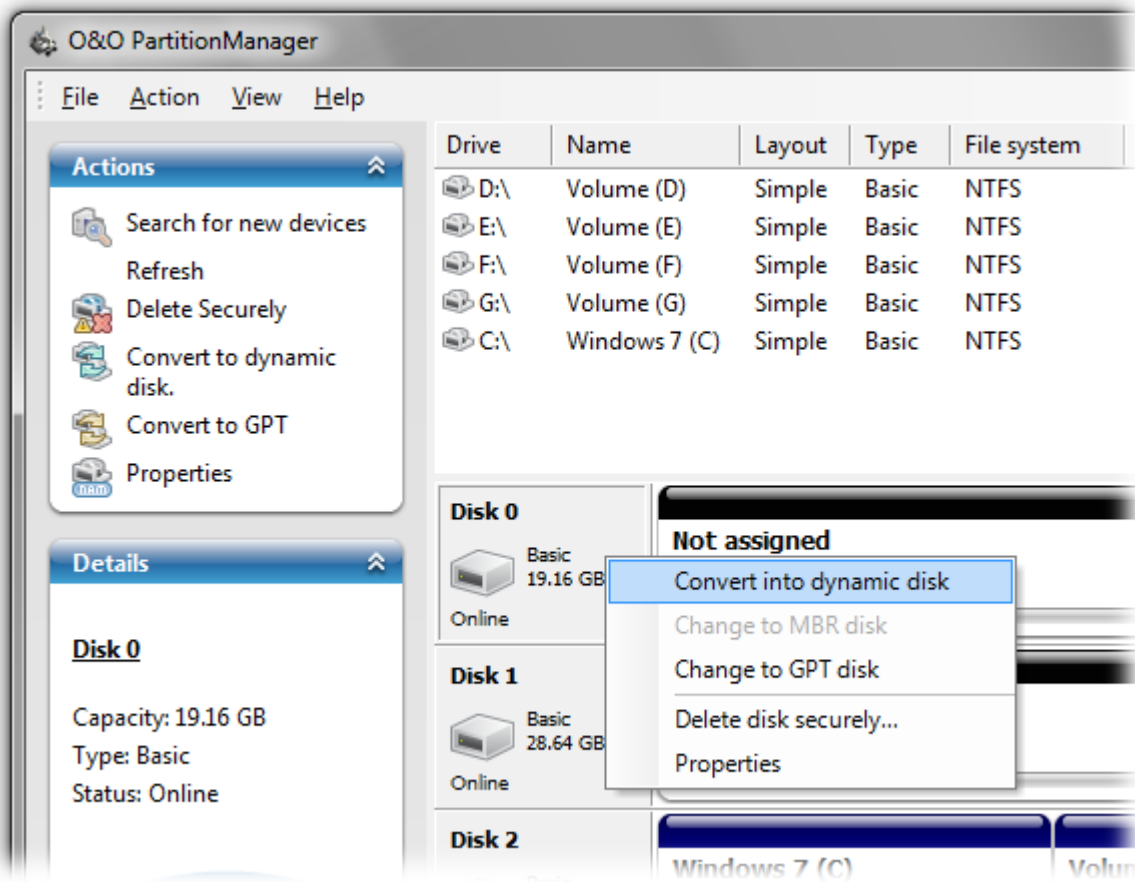 O&O PartitionManager
File Action View Help
Actions
Search for new devices
Refresh
Delete Securely
Convert to dynamic
disk.
Convert to GPT
Properties
Details
Disk 0
Capacity: 19.16 GB
Type: Basic
Status: Online
Drive Name Layout Type File system
D:\ Volume (D) Simple Basic NTFS
E:\ Volume (E) Simple Basic NTFS
F:\ Volume (F) Simple Basic NTFS
G:\ Volume (G) Simple Basic NTFS
C:\ Windows 7 (C) Simple Basic NTFS
Disk 0
Basic
19.16 GB
Online
Not assigned
Convert into dynamic disk
Change to MBR disk
Change to GPT disk
Delete disk securely...
Properties
Disk 1
Basic
28.64 GB
Online
Disk 2
Windows 7 (C)